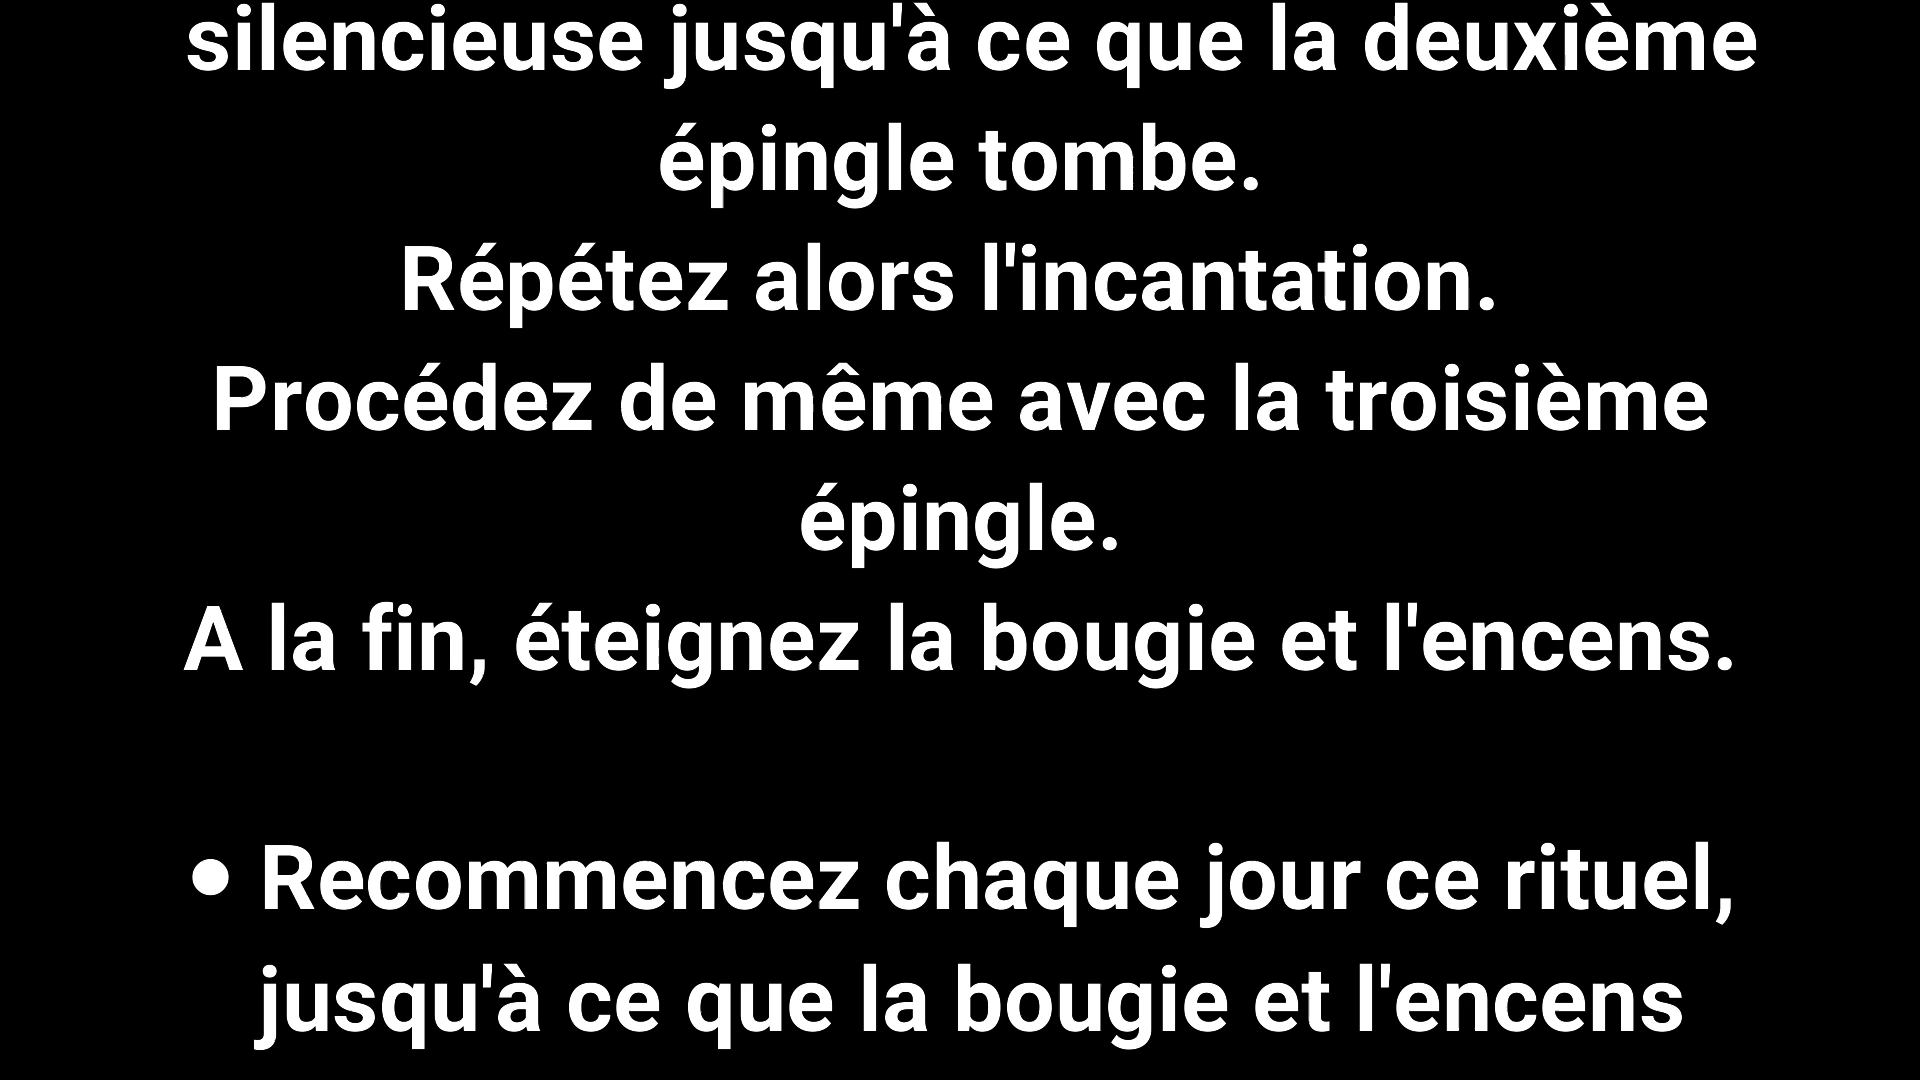 silencieuse jusqu'à ce que la deuxième
épingle tombe.
Répétez alors l'incantation.
Procédez de même avec la troisième
épingle.
A la fin, éteignez la bougie et l'encens.
• Recommencez chaque jour ce rituel,
jusqu'à ce que la bougie et l'encens